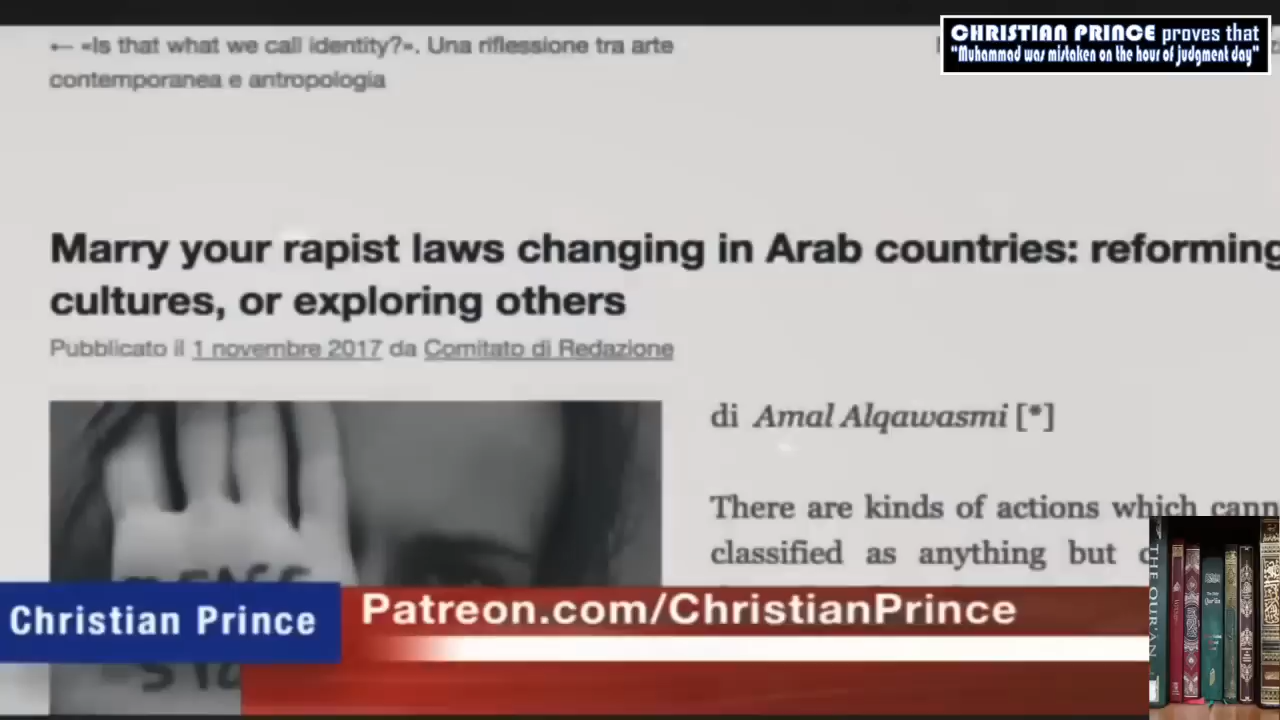 ← «Is that what we call identity?». Una riflessione tra arte
contemporanea e antropologia
CHRISTIAN PRINCE proves that
"Muhammad was mistaken on the hour of judgment day"
Marry your rapist laws changing in Arab countries: reforming
cultures, or exploring others
Pubblicato il 1 novembre 2017 da Comitato di Redazione
di Amal Alqawasmi [*]
There are kinds of actions which
classified as anything but
Christian Prince
Patreon.com/ChristianPrince
THE QUR'AN